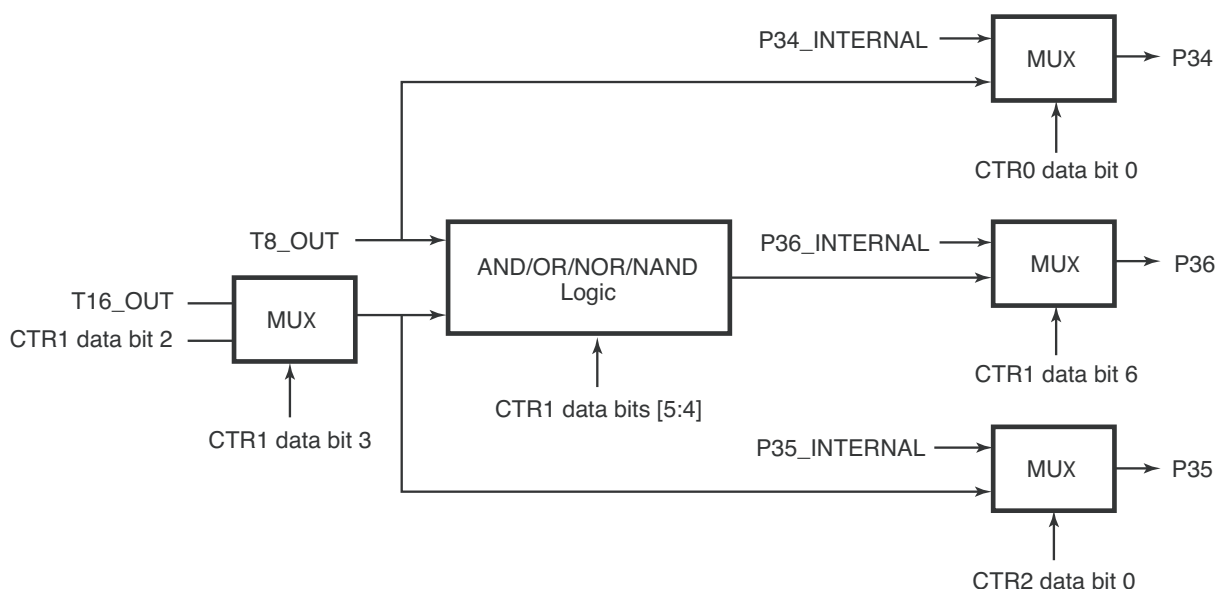 P34_INTERNAL
MUX
P34
CTR0 data bit 0
T8_OUT
AND/OR/NOR/NAND
Logic
P36_INTERNAL
MUX
P36
T16_OUT
MUX
CTR1 data bit 2
CTR1 data bit 6
CTR1 data bits [5:4]
CTR1 data bit 3
P35_INTERNAL
MUX
P35
CTR2 data bit 0